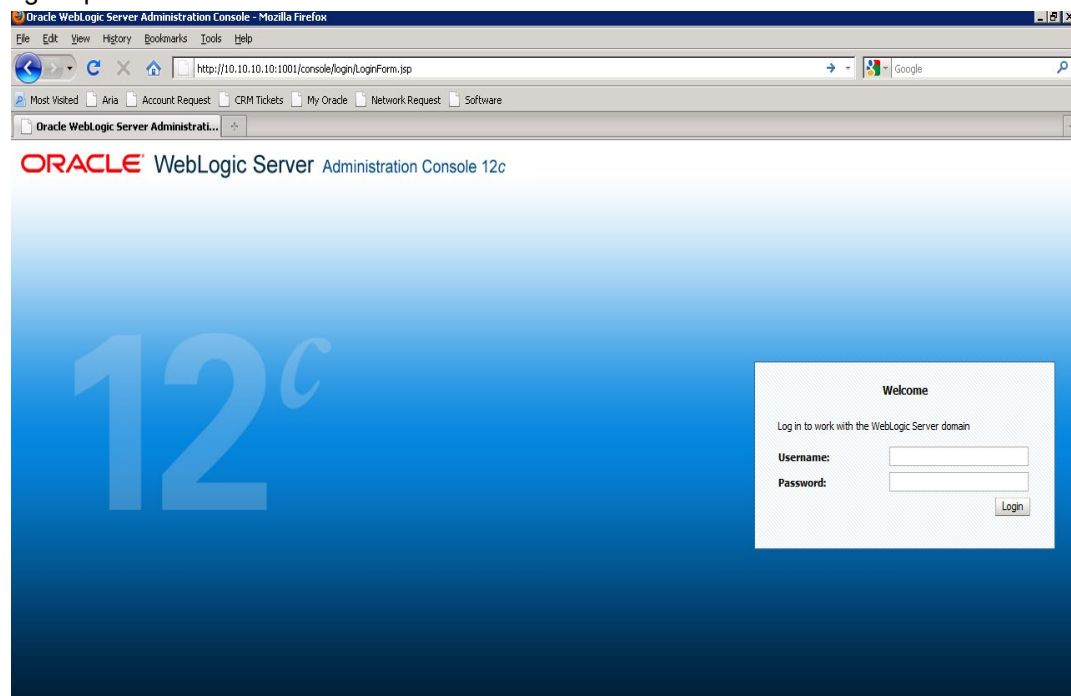 Oracle WebLogic Server Administration Console - Mozilla Firefox
File Edit View History Bookmarks Tools Help
http://10.10.10.10:1001/console/login/LoginForm.jsp
Google
Most Visited Aria Account Request CRM Tickets My Oracle Network Request Software
Oracle WebLogic Server Administrati...
ORACLE WebLogic Server Administration Console 12c
12c
Welcome
Log in to work with the WebLogic Server domain
Username:
Password:
Login